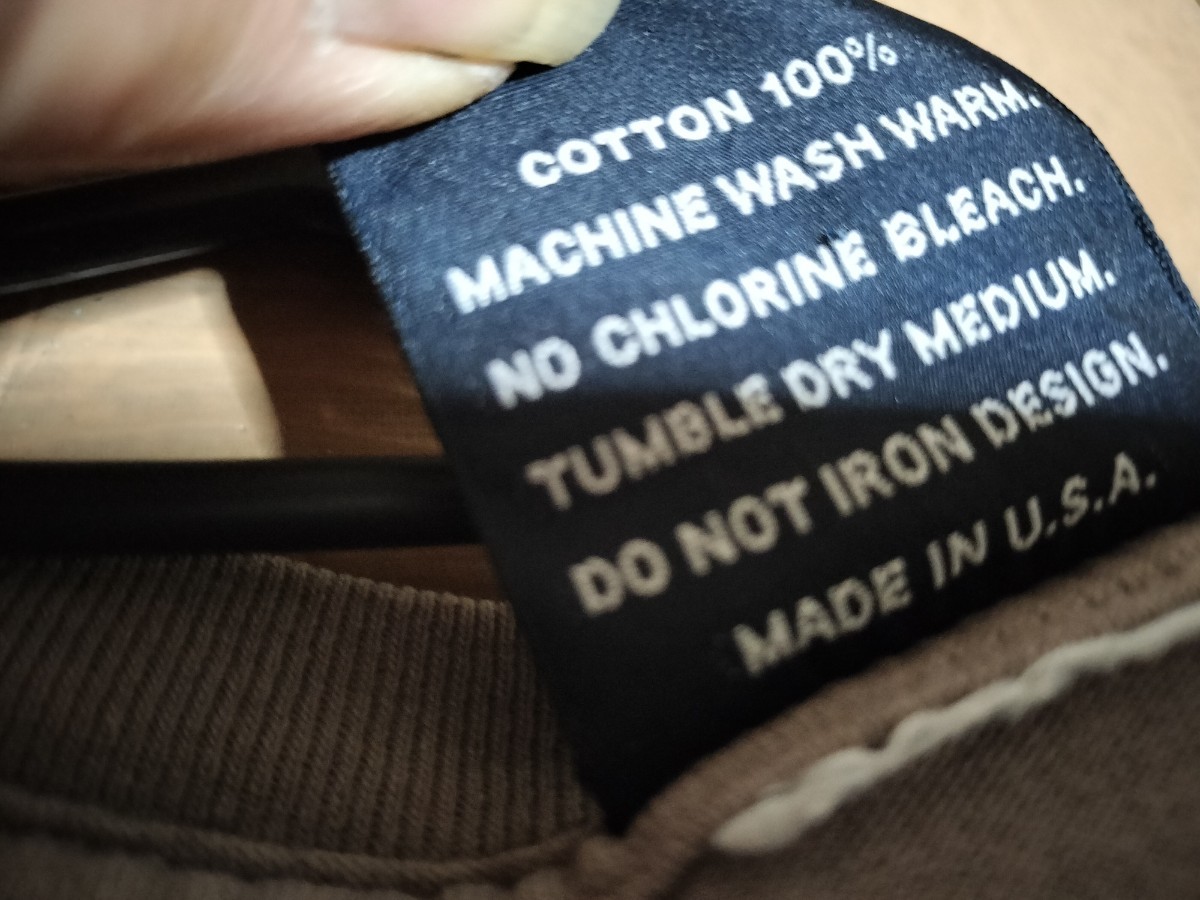 COTTON 100%
MACHINE WASH WARM.
NO CHLORINE BLEACH.
TUMBLE DRY MEDIUM.
DO NOT IRON DESIGN.
MADE IN U.S.A.